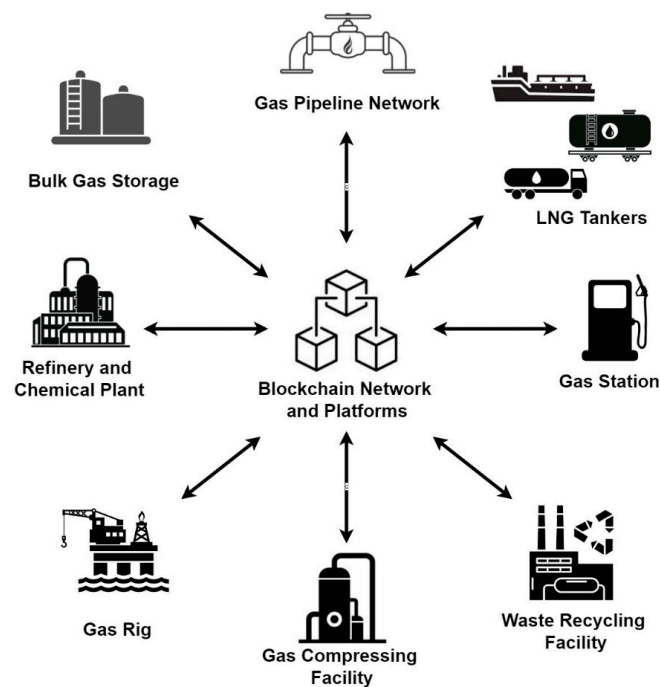 Gas Pipeline Network
Bulk Gas Storage
LNG Tankers
Refinery and
Chemical Plant
Blockchain Network
and Platforms
Gas Station
Gas Rig
Gas Compressing
Facility
Waste Recycling
Facility